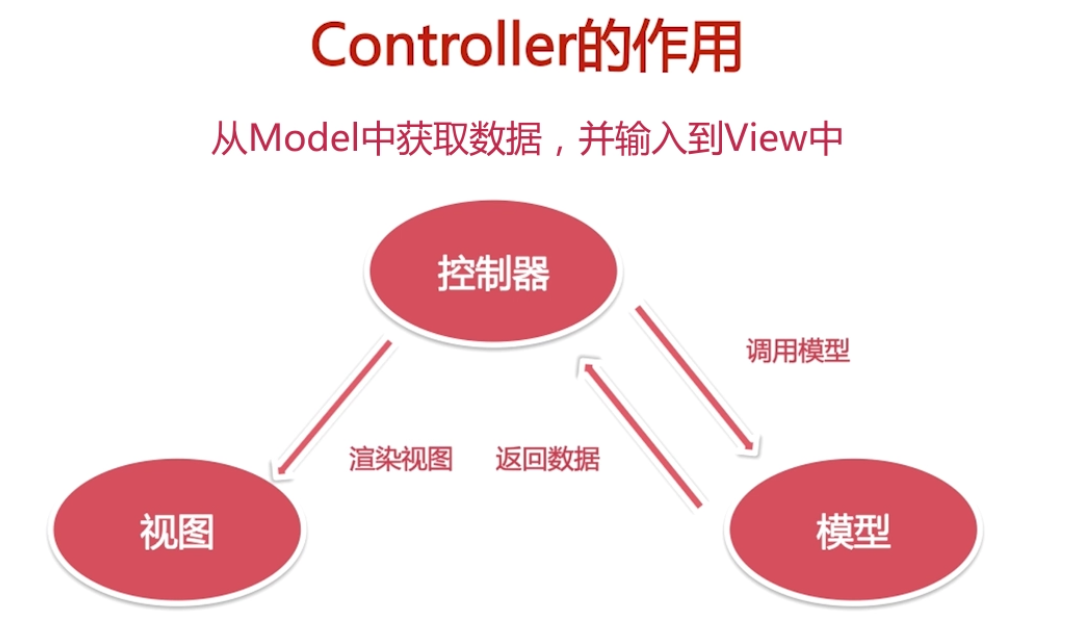 Controller的作用
从Model中获取数据，并输入到View中
控制器
调用模型
渲染视图
返回数据
视图
模型